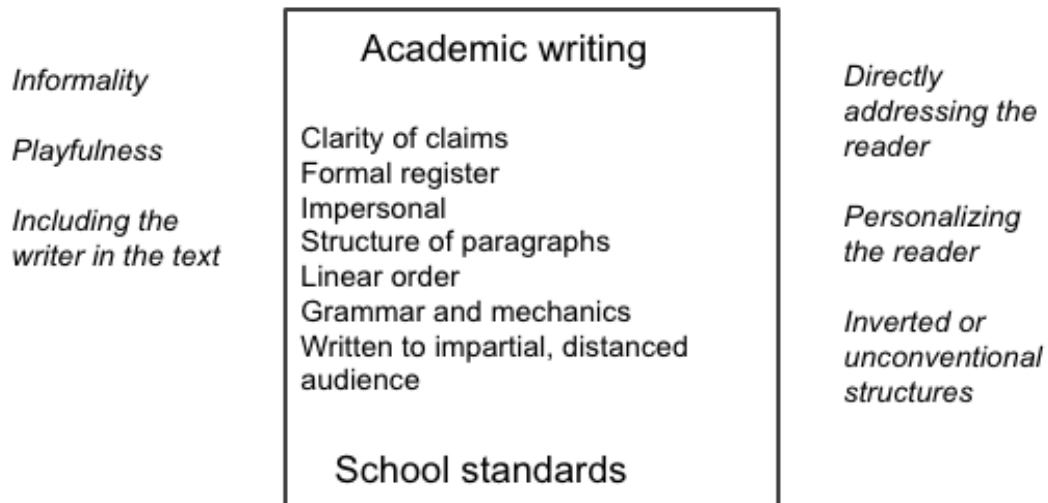 Informality
Playfulness
Including the
writer in the text
Academic writing
Clarity of claims
Formal register
Impersonal
Structure of paragraphs
Linear order
Grammar and mechanics
Written to impartial, distanced
audience
School standards
Directly
addressing the
reader
Personalizing
the reader
Inverted or
unconventional
structures